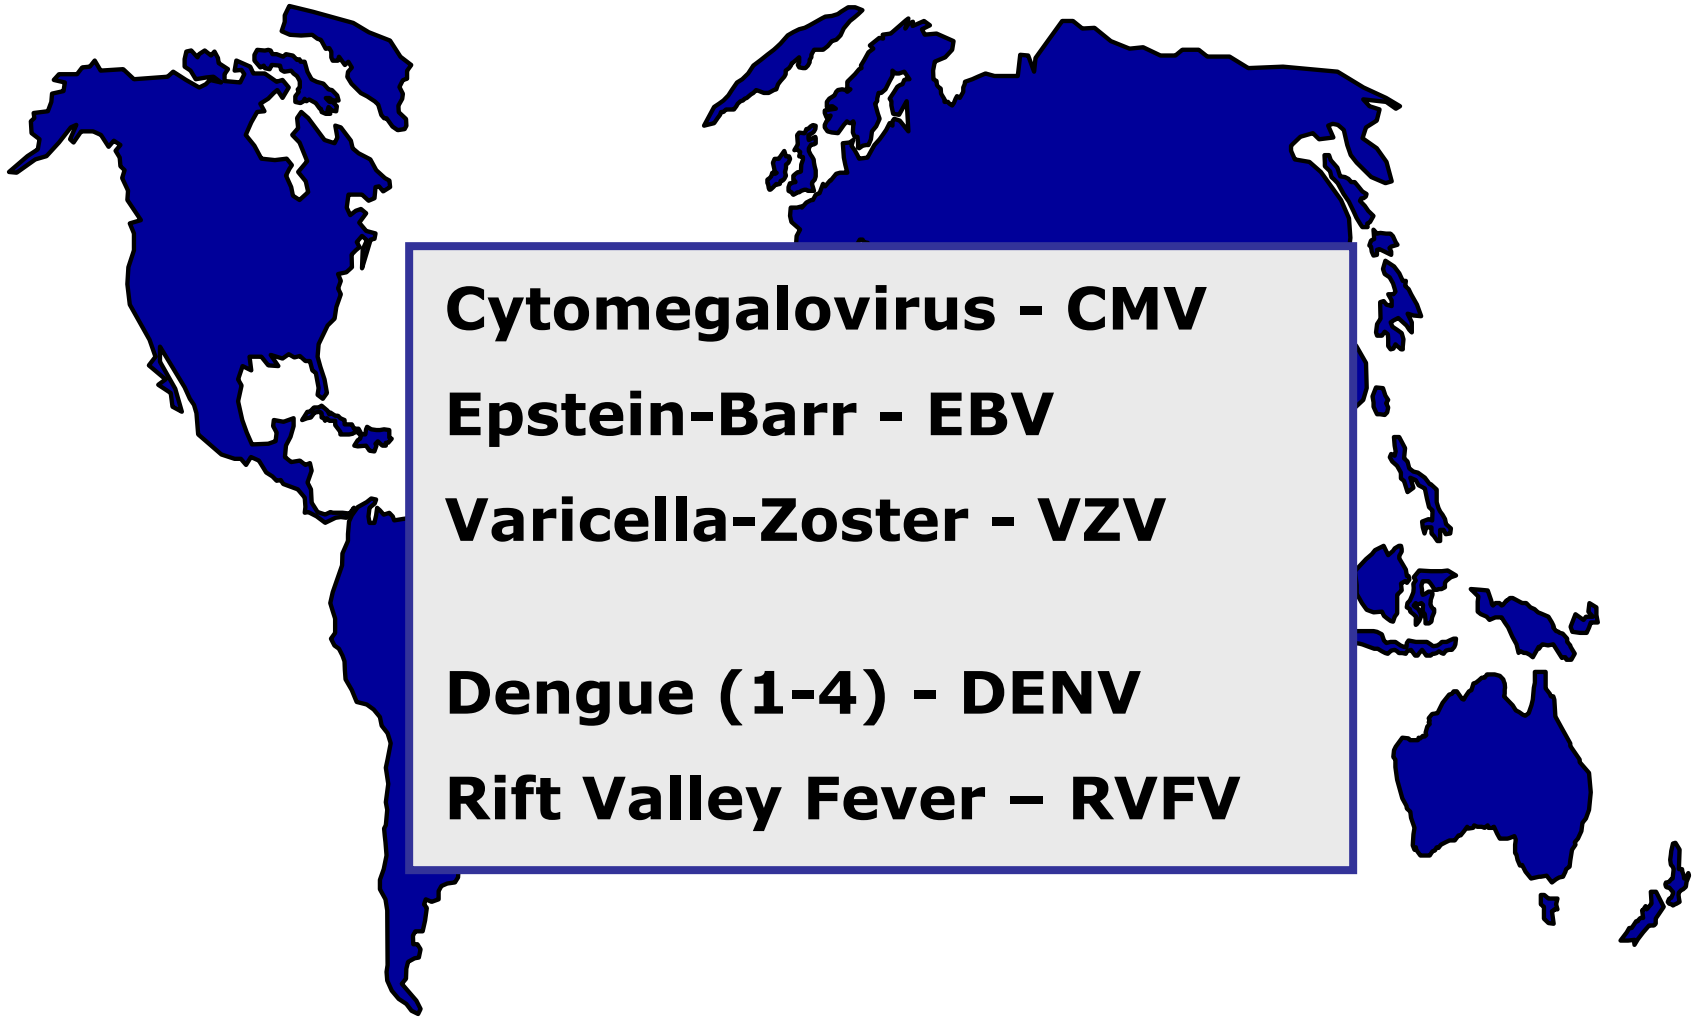 Cytomegalovirus - CMV
Epstein-Barr - EBV
Varicella-Zoster - VZV
Dengue (1-4) - DENV
Rift Valley Fever – RVFV